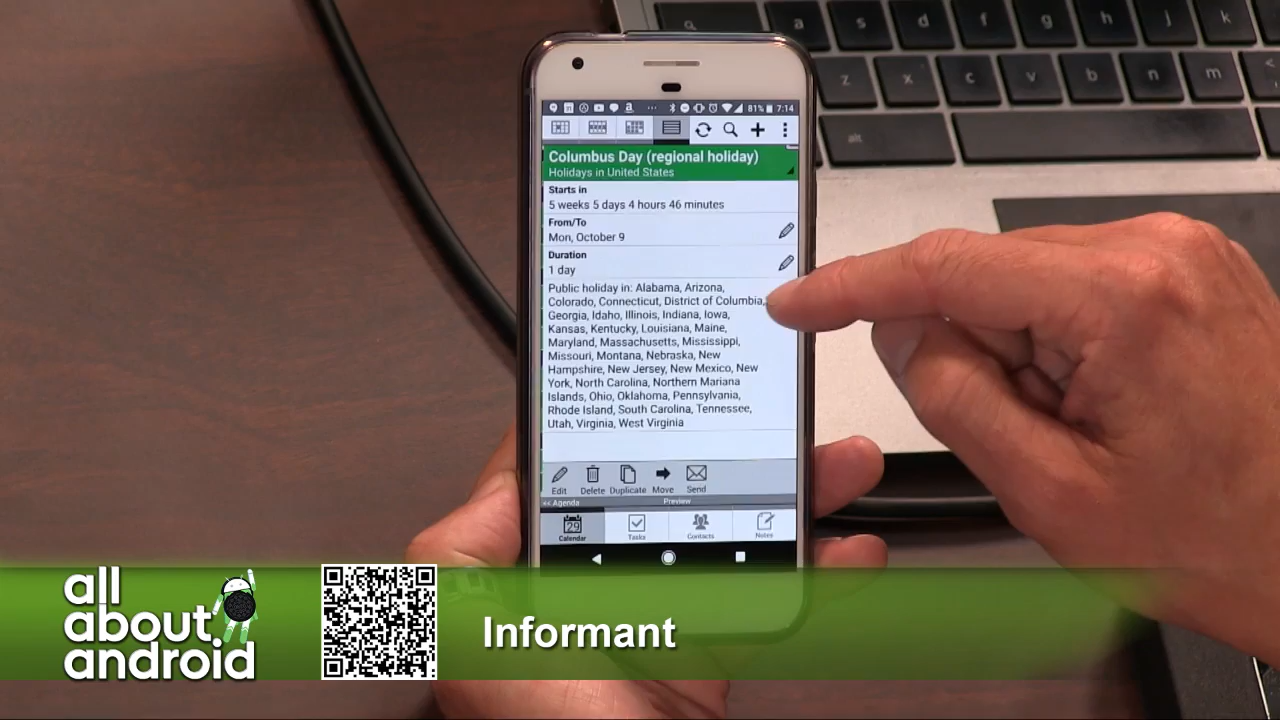 a s d f g h j k
z x c v b n m <
alt
81% 7:14
Columbus Day (regional holiday)
Holidays in United States
Starts in
5 weeks 5 days 4 hours 46 minutes
From/To
Mon, October 9
Duration
1 day
Public holiday in: Alabama, Arizona,
Colorado, Connecticut, District of Columbia,
Georgia, Idaho, Illinois, Indiana, Iowa,
Kansas, Kentucky, Louisiana, Maine,
Maryland, Massachusetts, Mississippi,
Missouri, Montana, Nebraska, New
Hampshire, New Jersey, New Mexico, New
York, North Carolina, Northern Mariana
Islands, Ohio, Oklahoma, Pennsylvania,
Rhode Island, South Carolina, Tennessee,
Utah, Virginia, West Virginia
Edit Delete Duplicate Move Send
<< Agenda Preview
29
Calendar Tasks Contacts Notes
all
about
android
Informant